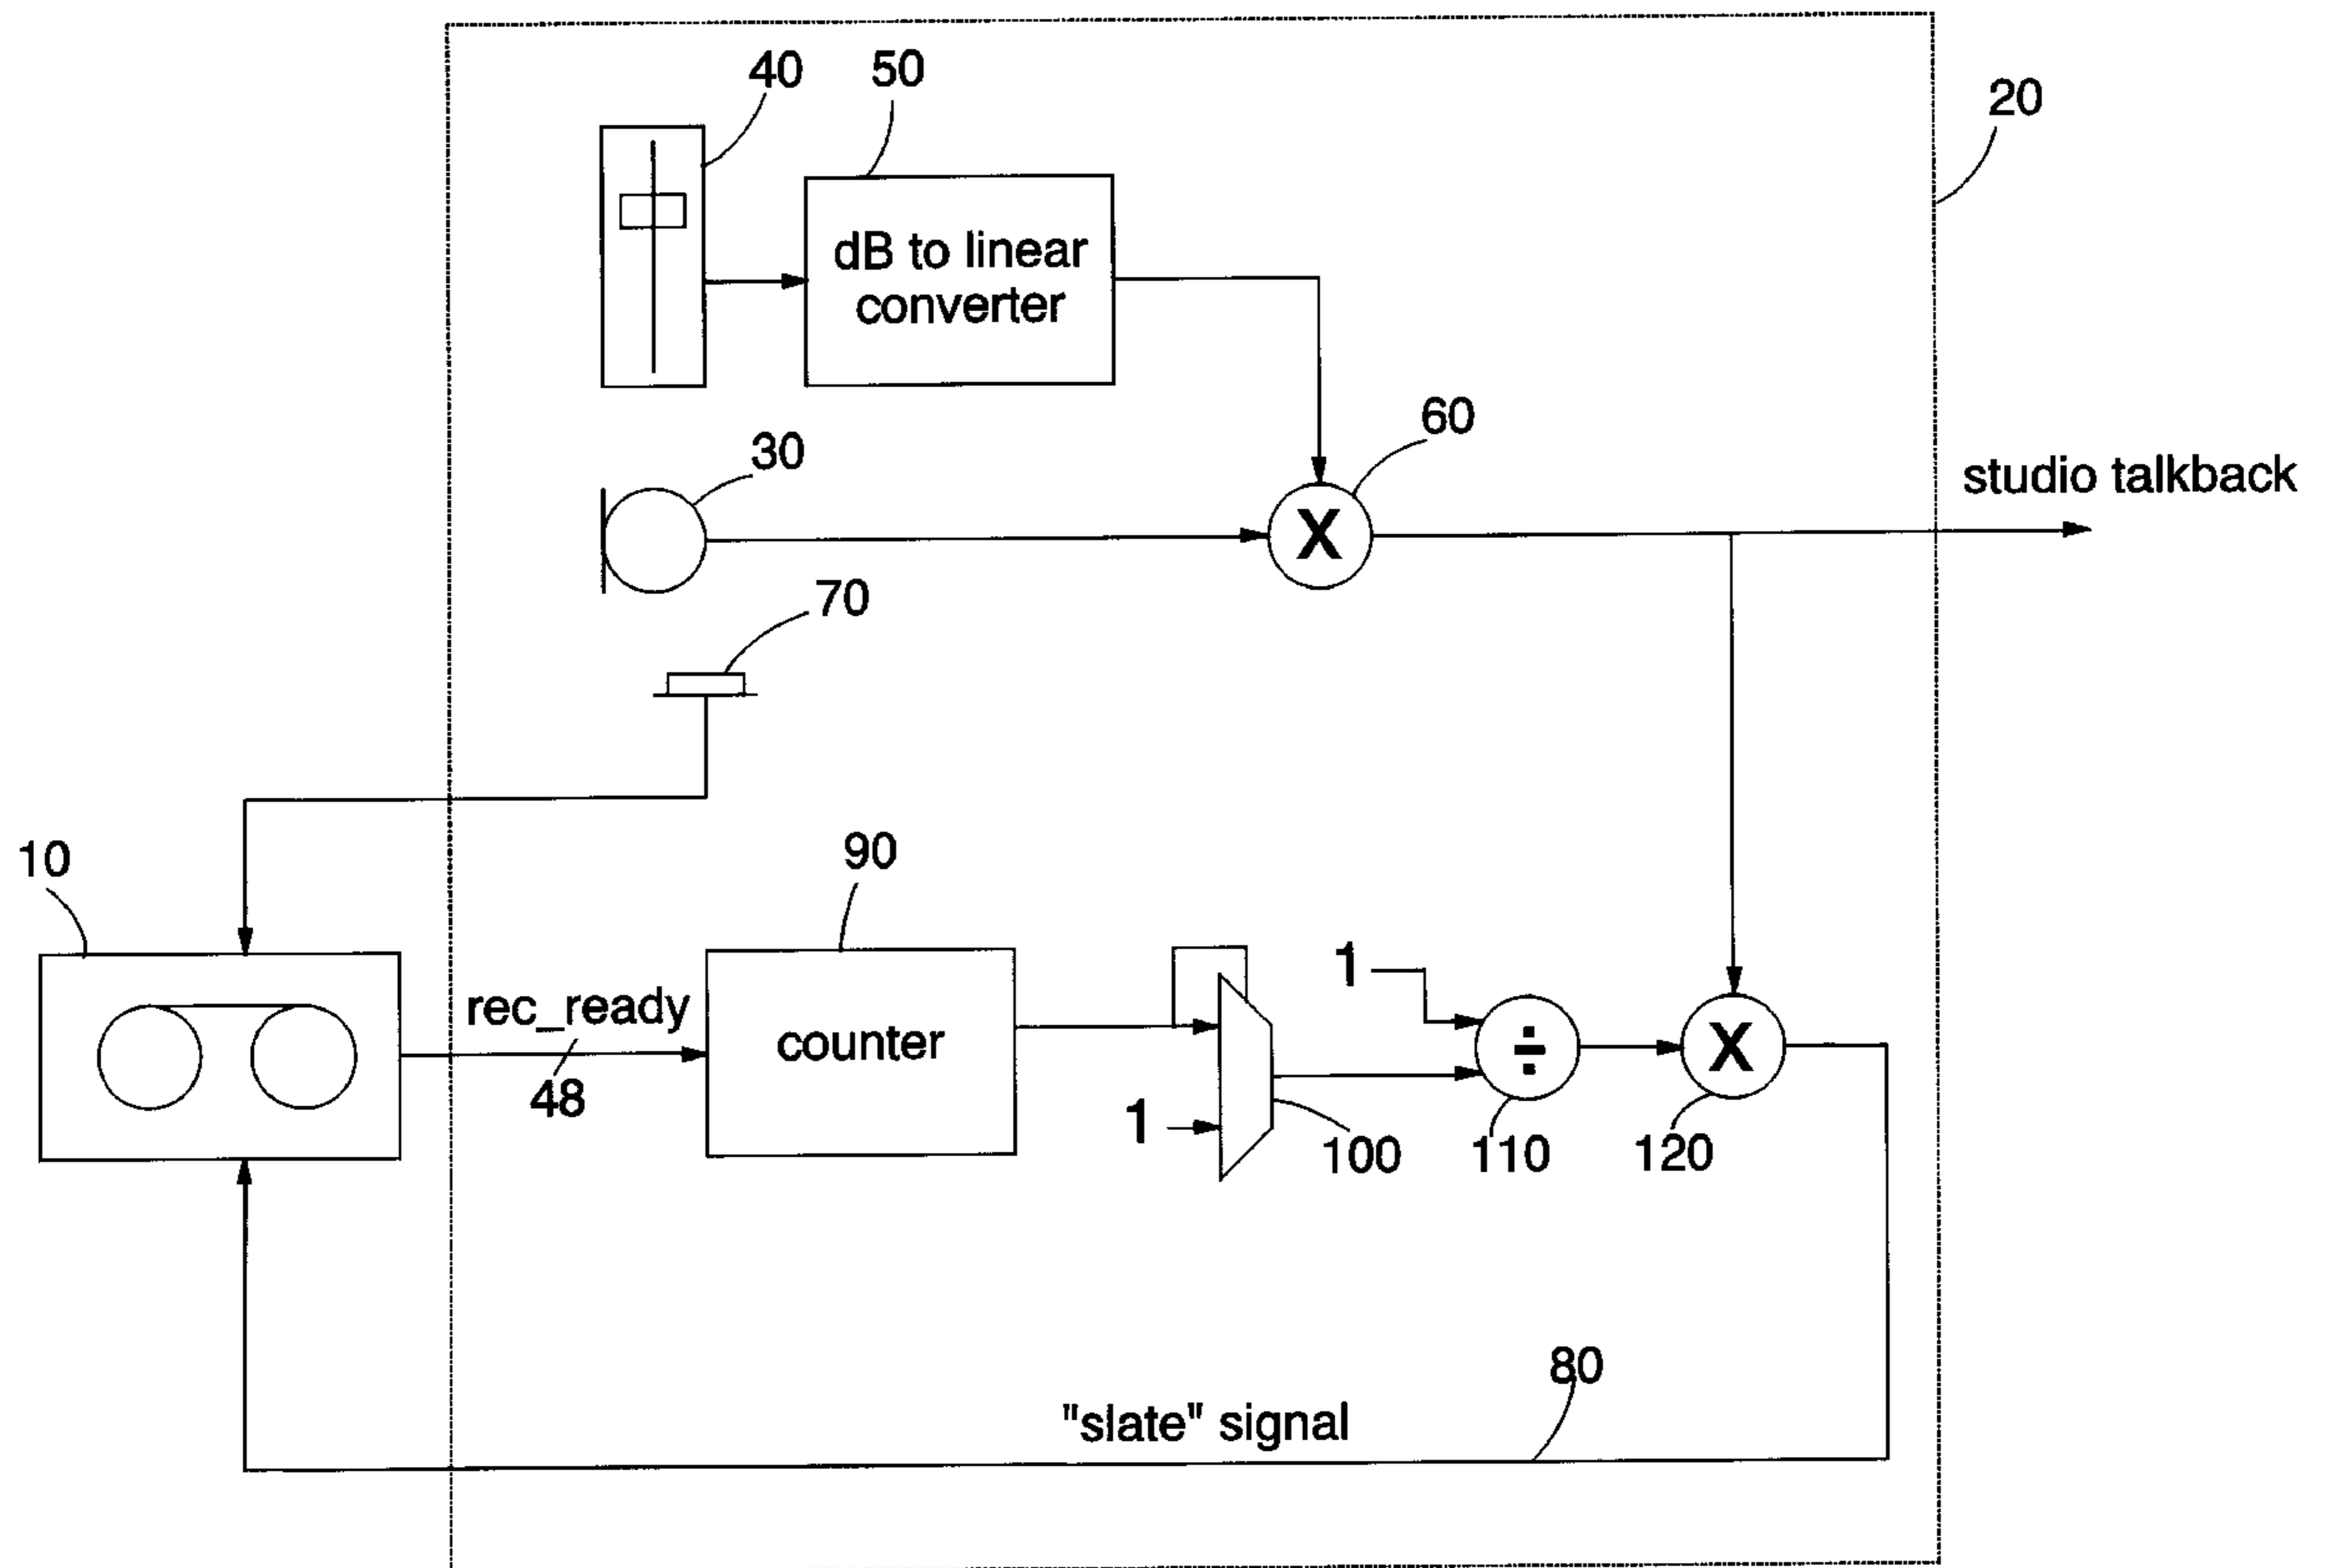 40
50
20
dB to linear
converter
60
30
studio talkback
70
10
90
1
rec_ready
counter
÷
X
48
1
100
110
120
80
"slate" signal
X